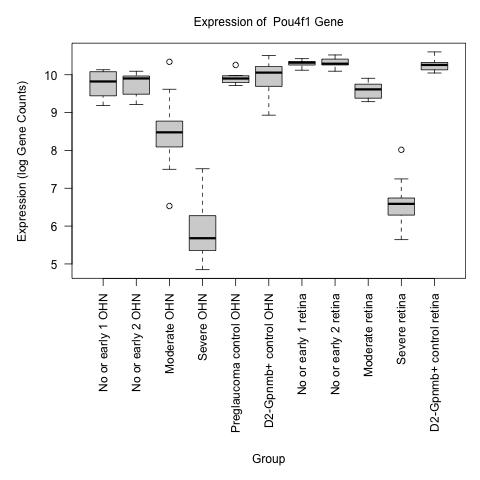 Expression of Pou4f1 Gene
Expression (log Gene Counts)
10
9
8
7
6
5
No or early 1 OHN
No or early 2 OHN
Moderate OHN
Severe OHN
Preglaucoma control OHN
D2-Gpnmb+ control OHN
No or early 1 retina
No or early 2 retina
Moderate retina
Severe retina
D2-Gpnmb+ control retina
Group